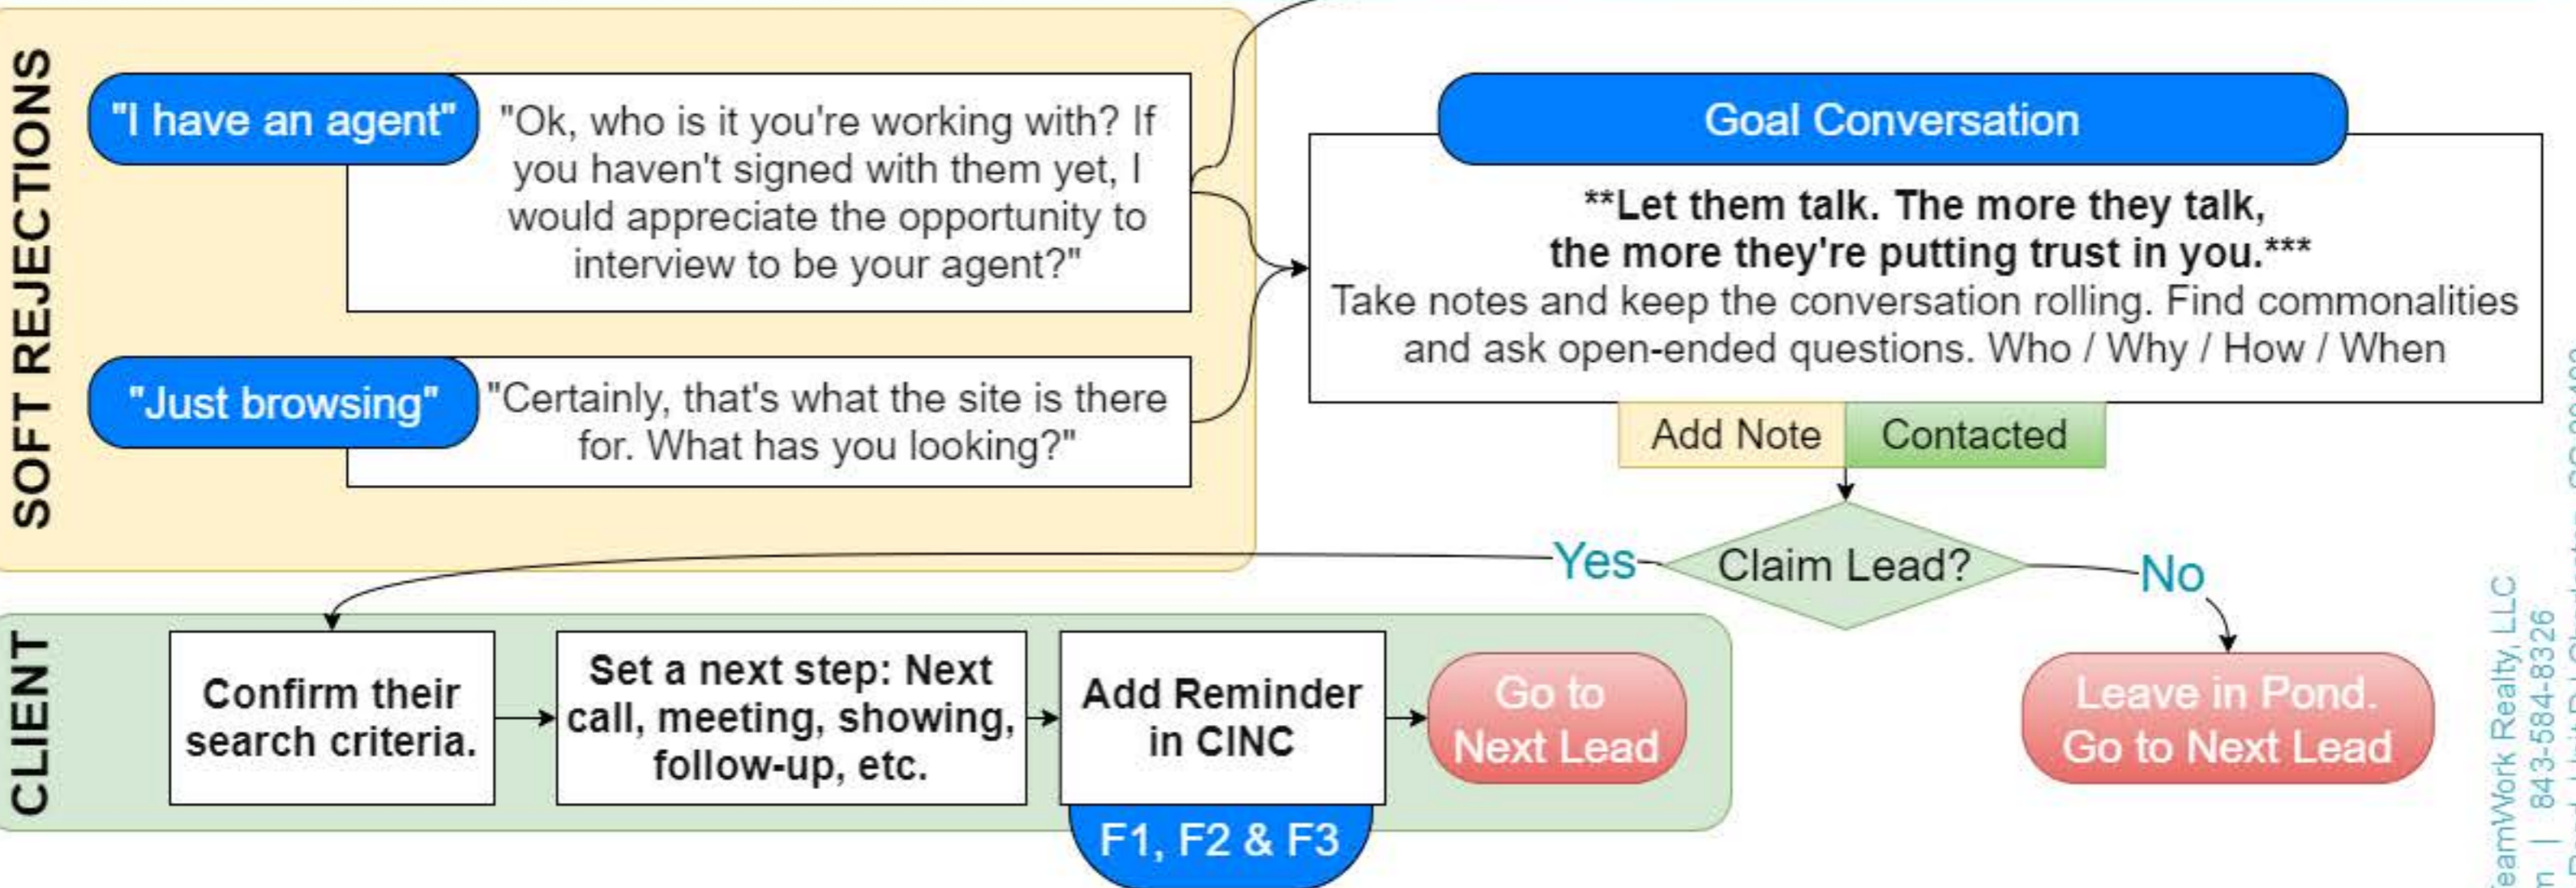 SOFT REJECTIONS
"I have an agent"
"Ok, who is it you're working with? If
you haven't signed with them yet, I
would appreciate the opportunity to
interview to be your agent?"
"Just browsing"
"Certainly, that's what the site is there
for. What has you looking?"
Goal Conversation
**Let them talk. The more they talk,
the more they're putting trust in you.***
Take notes and keep the conversation rolling. Find commonalities
and ask open-ended questions. Who / Why / How / When
Add Note
Contacted
Claim Lead?
Yes
No
CLIENT
Confirm their
search criteria.
Set a next step: Next
call, meeting, showing,
follow-up, etc.
Add Reminder
in CINC
F1, F2 & F3
Go to
Next Lead
Leave in Pond.
Go to Next Lead
TeamWork Realty, LLC
m | 843-584-8326